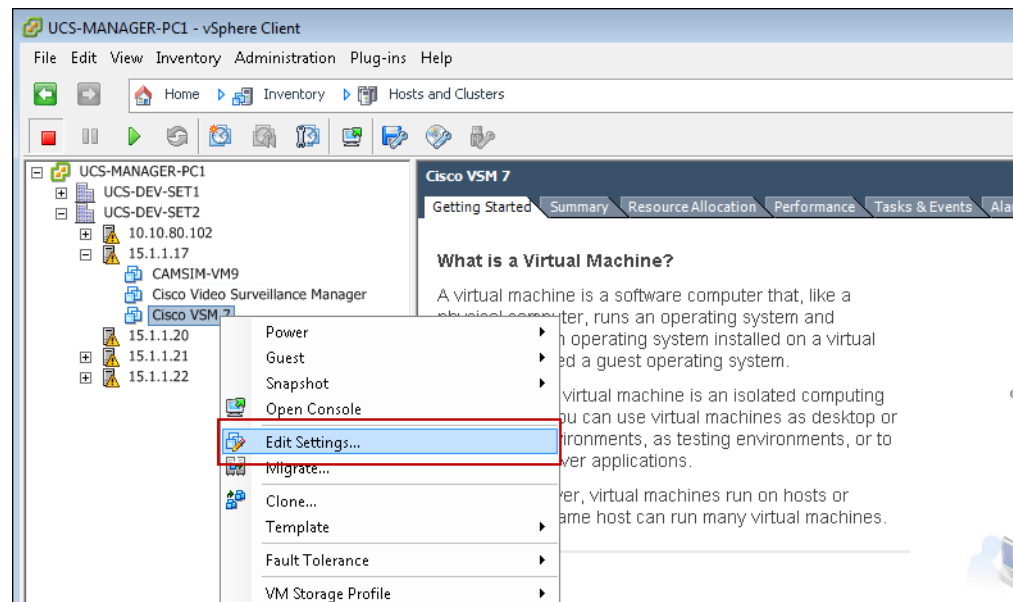 UCS-MANAGER-PC1 - vSphere Client
File Edit View Inventory Administration Plug-ins Help
Home Inventory Hosts and Clusters
UCS-MANAGER-PC1
UCS-DEV-SET1
UCS-DEV-SET2
10.10.80.102
15.1.1.17
CAMSIM-VM9
Cisco Video Surveillance Manager
Cisco VSM 7
15.1.1.20
15.1.1.21
15.1.1.22
Power
Guest
Snapshot
Open Console
Edit Settings...
Migrate...
Clone...
Template
Fault Tolerance
VM Storage Profile
Cisco VSM 7
Getting Started Summary Resource Allocation Performance Tasks & Events
What is a Virtual Machine?
A virtual machine is a software computer that, like a
physical computer, runs an operating system and
operating system installed on a virtual
a guest operating system.
virtual machine is an isolated computing
can use virtual machines as desktop or
as testing environments, or to
applications.
virtual machines run on hosts or
host can run many virtual machines.